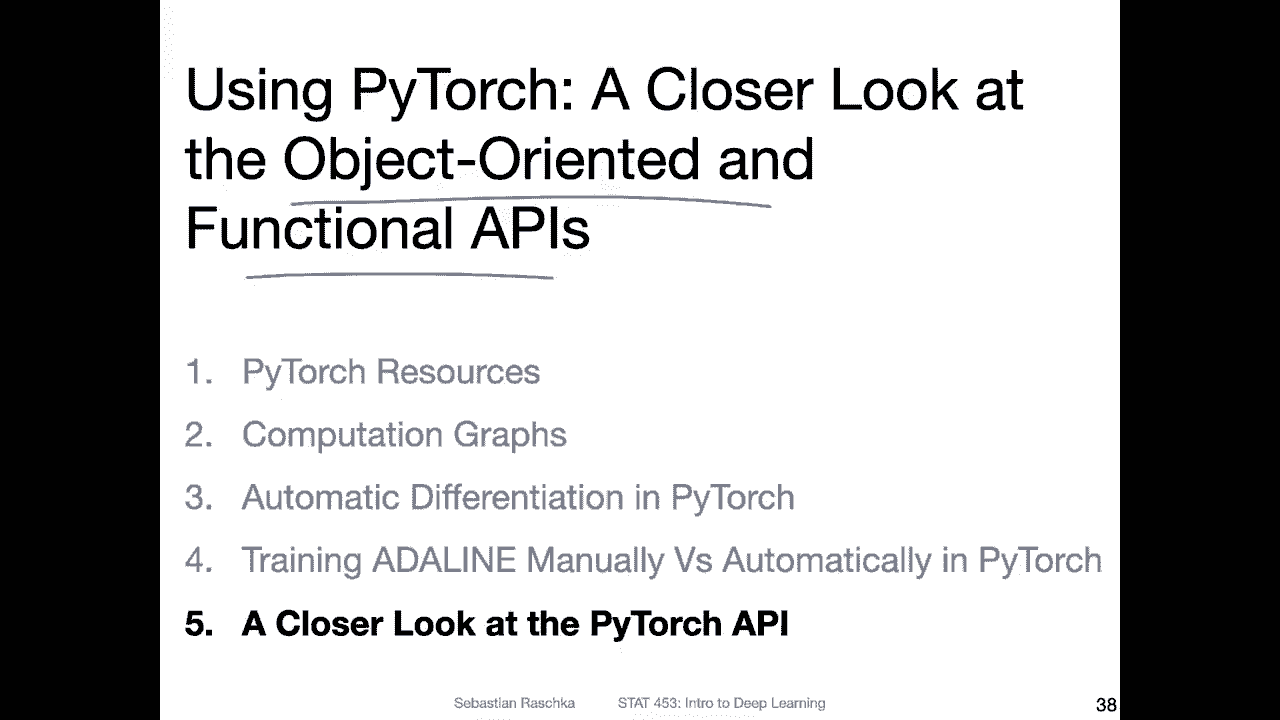 Using PyTorch: A Closer Look at
the Object-Oriented and
Functional APIs
1. PyTorch Resources
2. Computation Graphs
3. Automatic Differentiation in PyTorch
4. Training ADALINE Manually Vs Automatically in PyTorch
5. A Closer Look at the PyTorch API
Sebastian Raschka STAT 453: Intro to Deep Learning 38